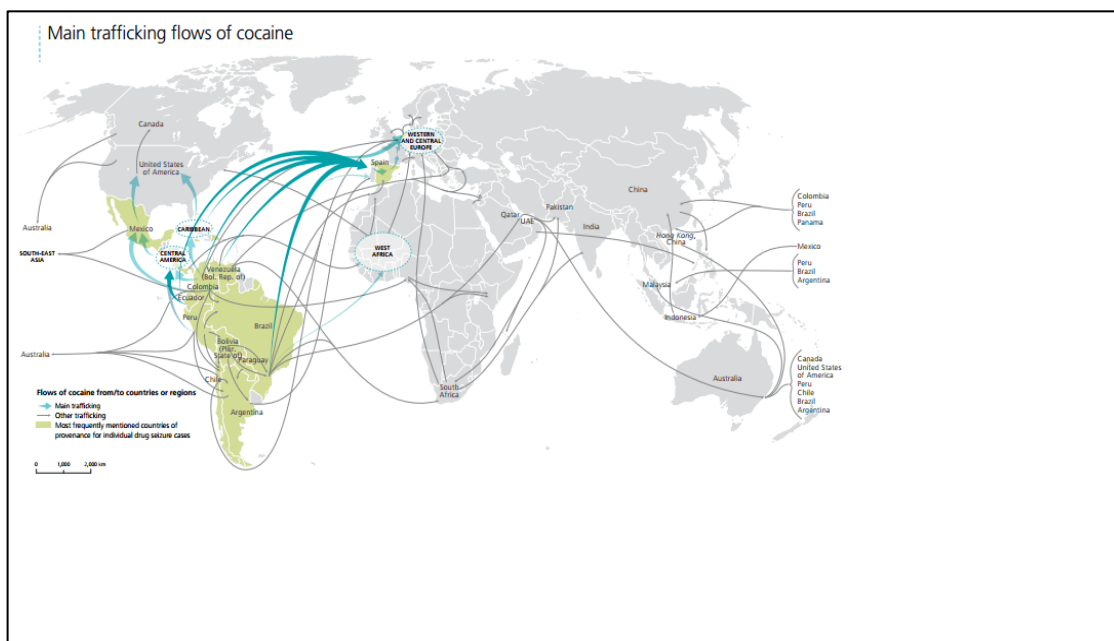 Main trafficking flows of cocaine
Canada
United States
of America
Mexico
CARIBBEAN
CENTRAL
AMERICA
Australia
SOUTH-EAST
ASIA
Australia
Venezuela
(Bol. Rep. of)
Colombia
Ecuador
Peru
Brazil
Bolivia
(Plur.
State of)
Paraguay
Chile
Argentina
WESTERN
AND CENTRAL
EUROPE
Spain
WEST
AFRICA
South
Africa
Qatar
UAE
Pakistan
India
China
Hong Kong,
China
Malaysia
Indonesia
Australia
Colombia
Peru
Brazil
Panama
Mexico
Peru
Brazil
Argentina
Canada
United States
of America
Peru
Chile
Brazil
Argentina
Flows of cocaine from/to countries or regions
Main trafficking
Other trafficking
Most frequently mentioned countries of
provenance for individual drug seizure cases
0 1,000 2,000 km